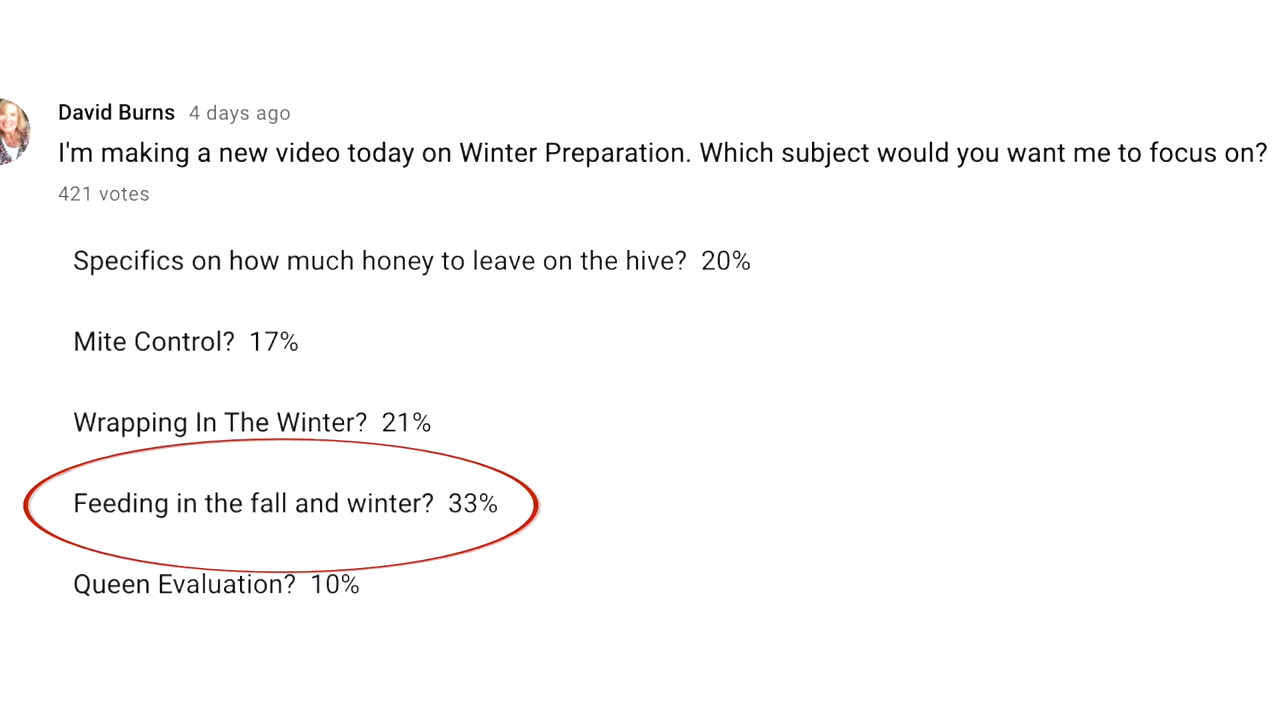 David Burns 4 days ago
I'm making a new video today on Winter Preparation. Which subject would you want me to focus on?
421 votes
Specifics on how much honey to leave on the hive? 20%
Mite Control? 17%
Wrapping In The Winter? 21%
Feeding in the fall and winter? 33%
Queen Evaluation? 10%